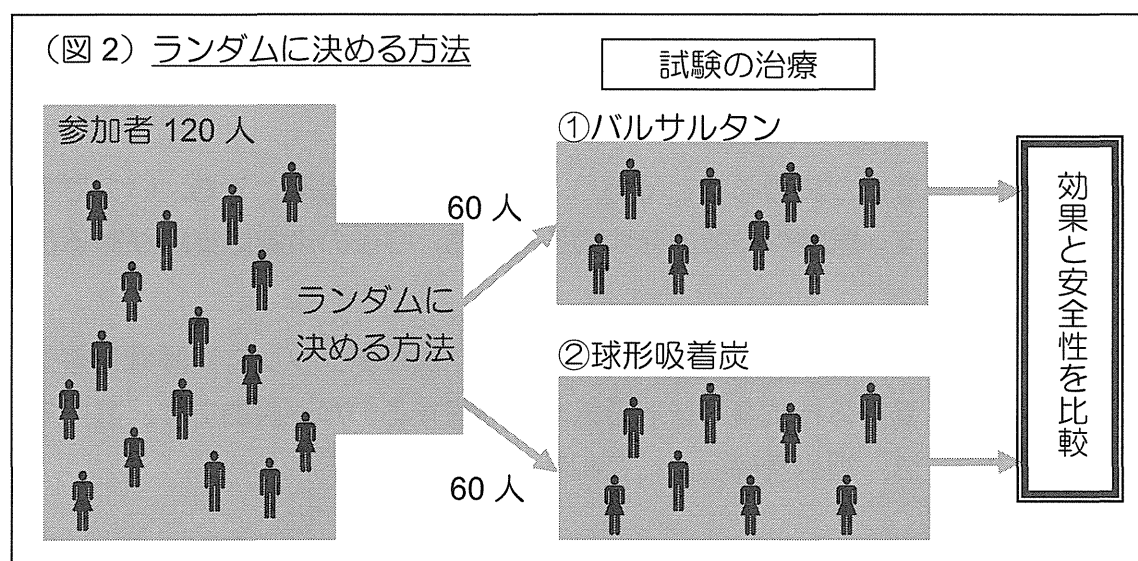 （図 2）ランダムに決める方法
試験の治療
参加者 120 人
ランダムに
決める方法
60 人
60 人
①バルサルタン
②球形吸着炭
効果と安全性を比較